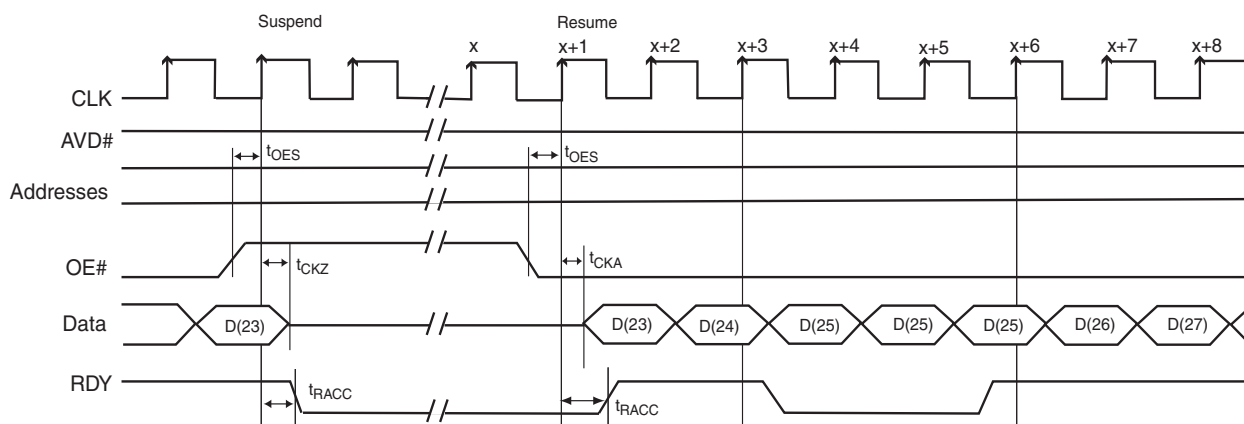 Suspend Resume
x x+1 x+2 x+3 x+4 x+5 x+6 x+7 x+8
CLK
AVD#
tOES tOES
Addresses
OE#
tCKZ tCKA
Data D(23) D(23) D(24) D(25) D(25) D(25) D(26) D(27)
RDY
tRACC tRACC